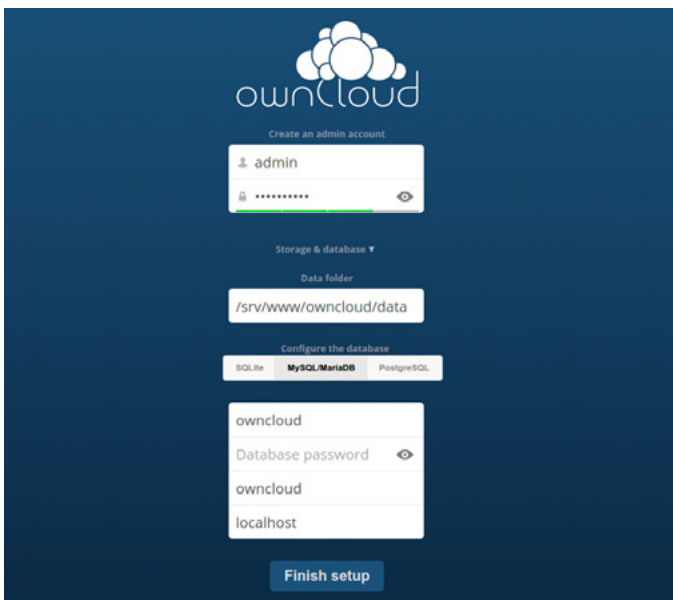 ownCloud
Create an admin account
admin
••••••••••
Storage & database ▼
Data folder
/srv/www/owncloud/data
Configure the database
SQLite MySQL/MariaDB PostgreSQL
owncloud
Database password
owncloud
localhost
Finish setup